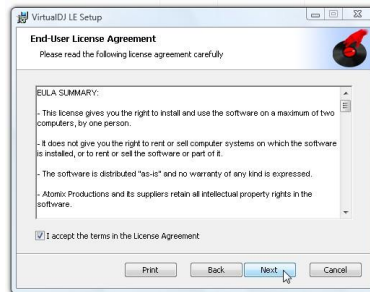 VirtualDJ LE Setup
End-User License Agreement
Please read the following license agreement carefully
EULA SUMMARY:
- This license gives you the right to install and use the software on a maximum of two
computers, by one person.
- It does not give you the right to rent or sell computer systems on which the software
is installed, or to rent or sell the software or part of it.
- The software is distributed "as-is" and no warranty of any kind is expressed.
- Atomix Productions and its suppliers retain all intellectual property rights in the
software.
I accept the terms in the License Agreement
Print Back Next Cancel